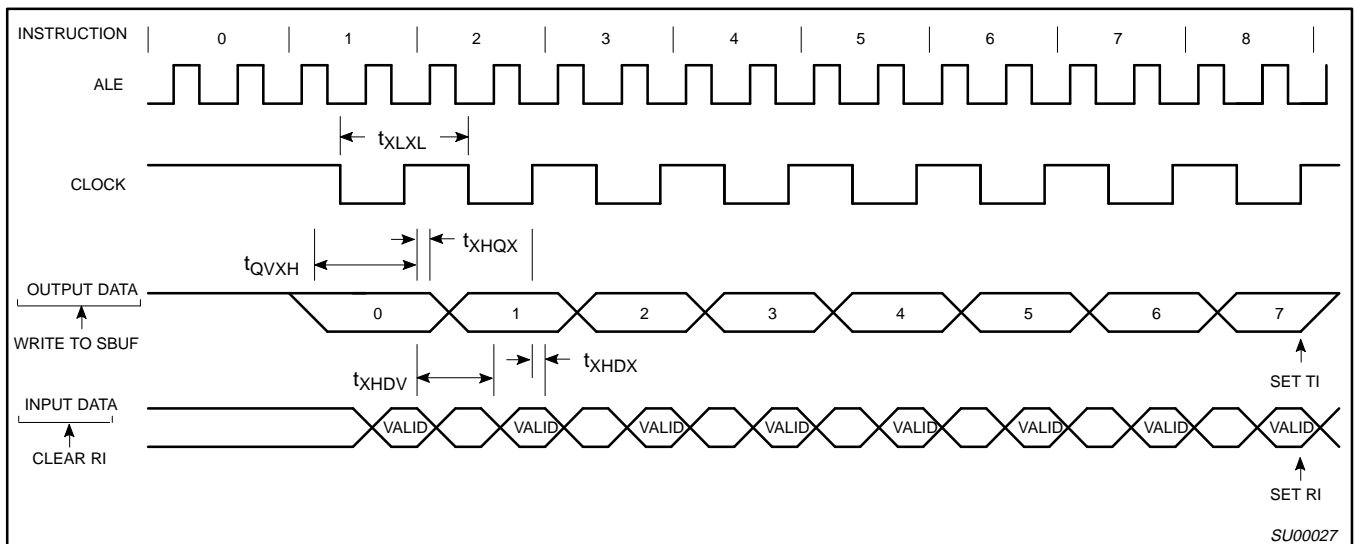 INSTRUCTION 0 1 2 3 4 5 6 7 8
ALE
tXLXL
CLOCK
tXHQX
tQVXH
OUTPUT DATA
0 1 2 3 4 5 6 7
WRITE TO SBUF
tXHDX
tXHDV
SET TI
INPUT DATA
VALID VALID VALID VALID VALID VALID VALID VALID
CLEAR RI
SET RI
SU00027